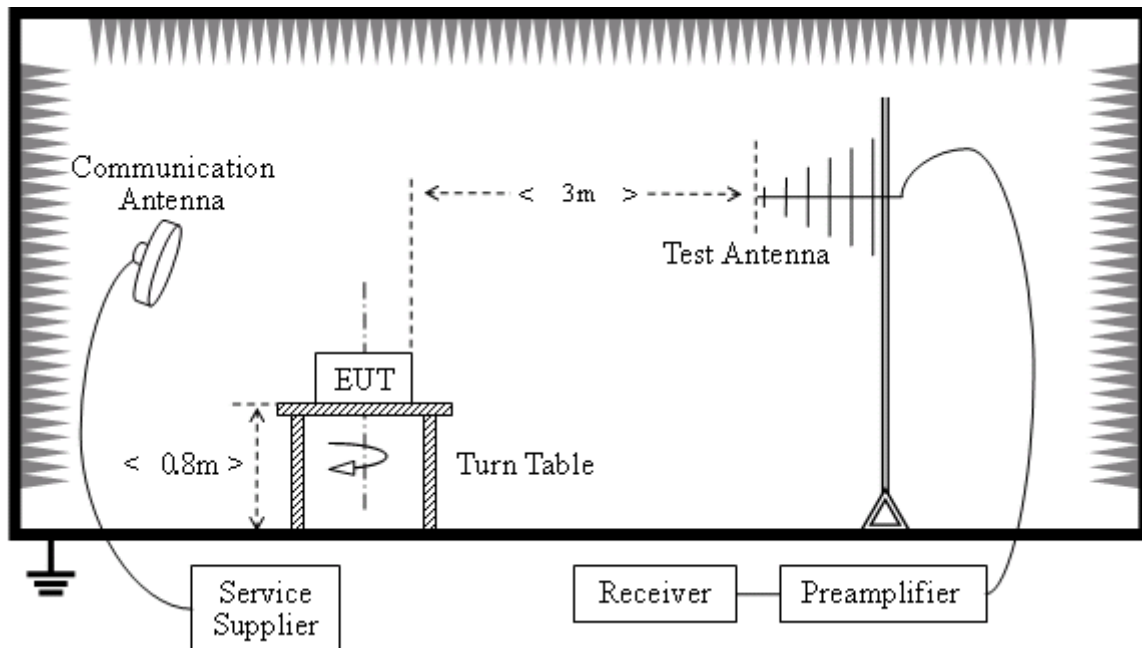 Communication
Antenna
< 3m >
Test Antenna
EUT
< 0.8m >
Turn Table
Service
Supplier
Receiver
Preamplifier